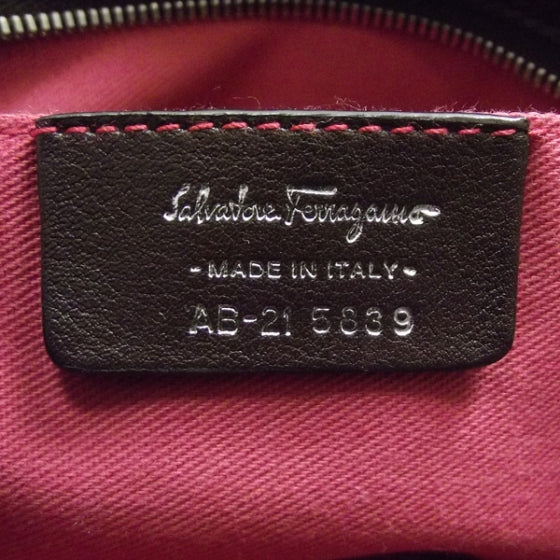 Salvatore Ferragamo
-MADE IN ITALY-
AB-21 5839